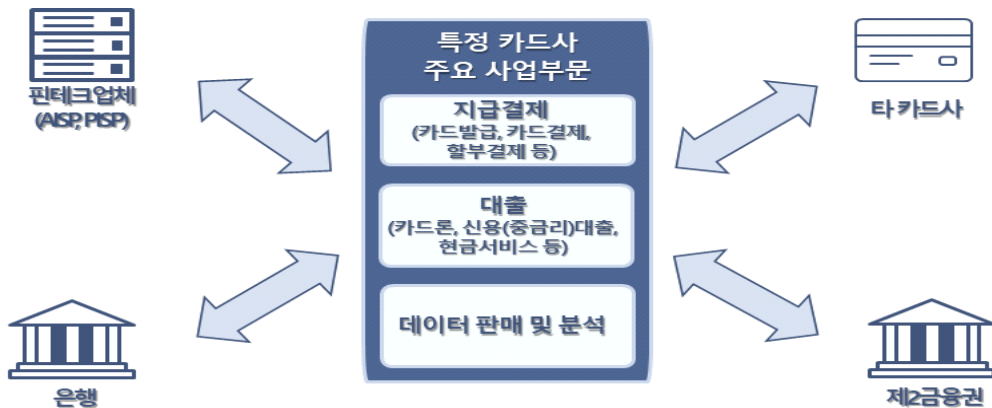 핀테크업체
(AISP, PISP)
특정 카드사
주요 사업부문
지급결제
(카드발급, 카드결제,
할부결제 등)
대출
(카드론, 신용(중금리)대출,
현금서비스 등)
데이터 판매 및 분석
타 카드사
은행
제2금융권